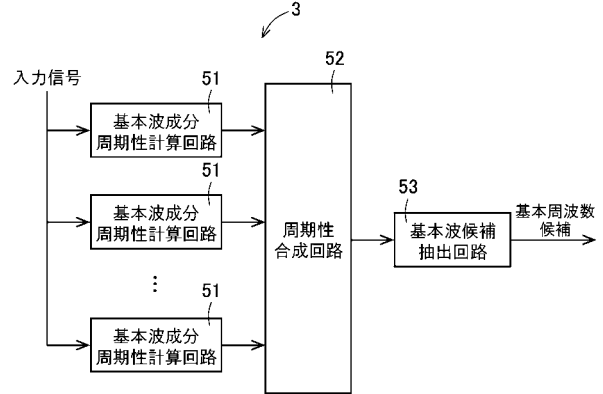 3
入力信号
51
基本波成分
周期性計算回路
51
基本波成分
周期性計算回路
⋮
51
基本波成分
周期性計算回路
52
周期性
合成回路
53
基本波候補
抽出回路
基本周波数
候補